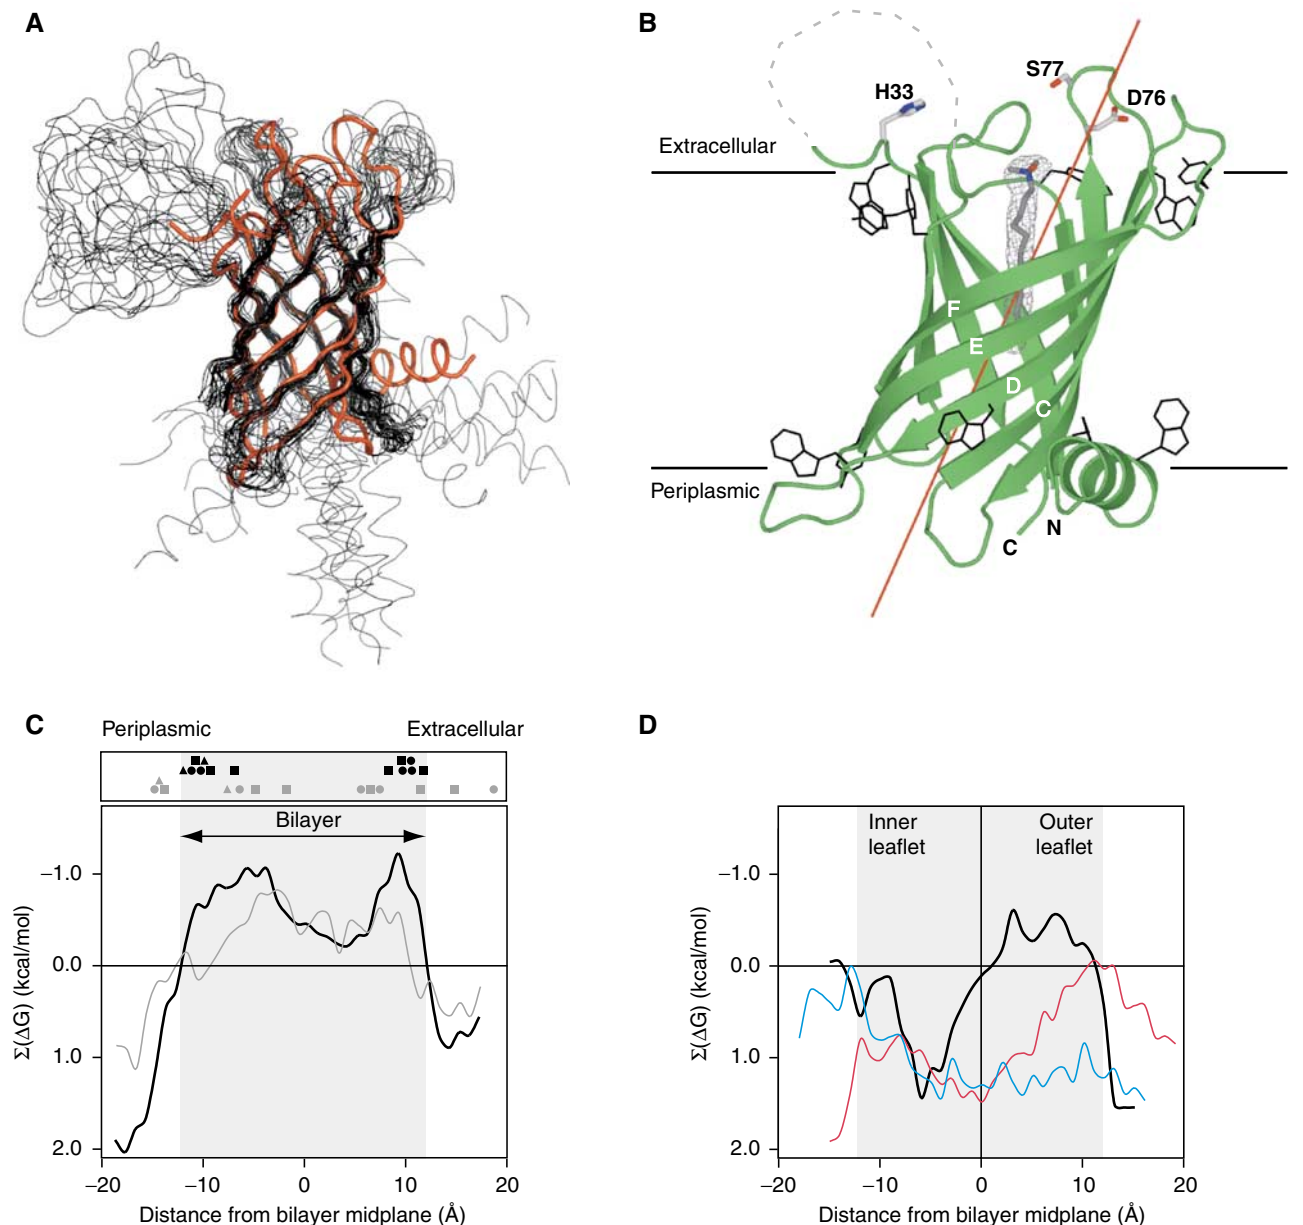 A
B
S77
H33
D76
Extracellular
F
E
D
C
Periplasmic
N
C
C
Periplasmic
Extracellular
Bilayer
−1.0
0.0
1.0
2.0
Σ(ΔG) (kcal/mol)
−20
−10
0
10
20
Distance from bilayer midplane (Å)
D
Inner
leaflet
Outer
leaflet
−1.0
0.0
1.0
2.0
Σ(ΔG) (kcal/mol)
−20
−10
0
10
20
Distance from bilayer midplane (Å)